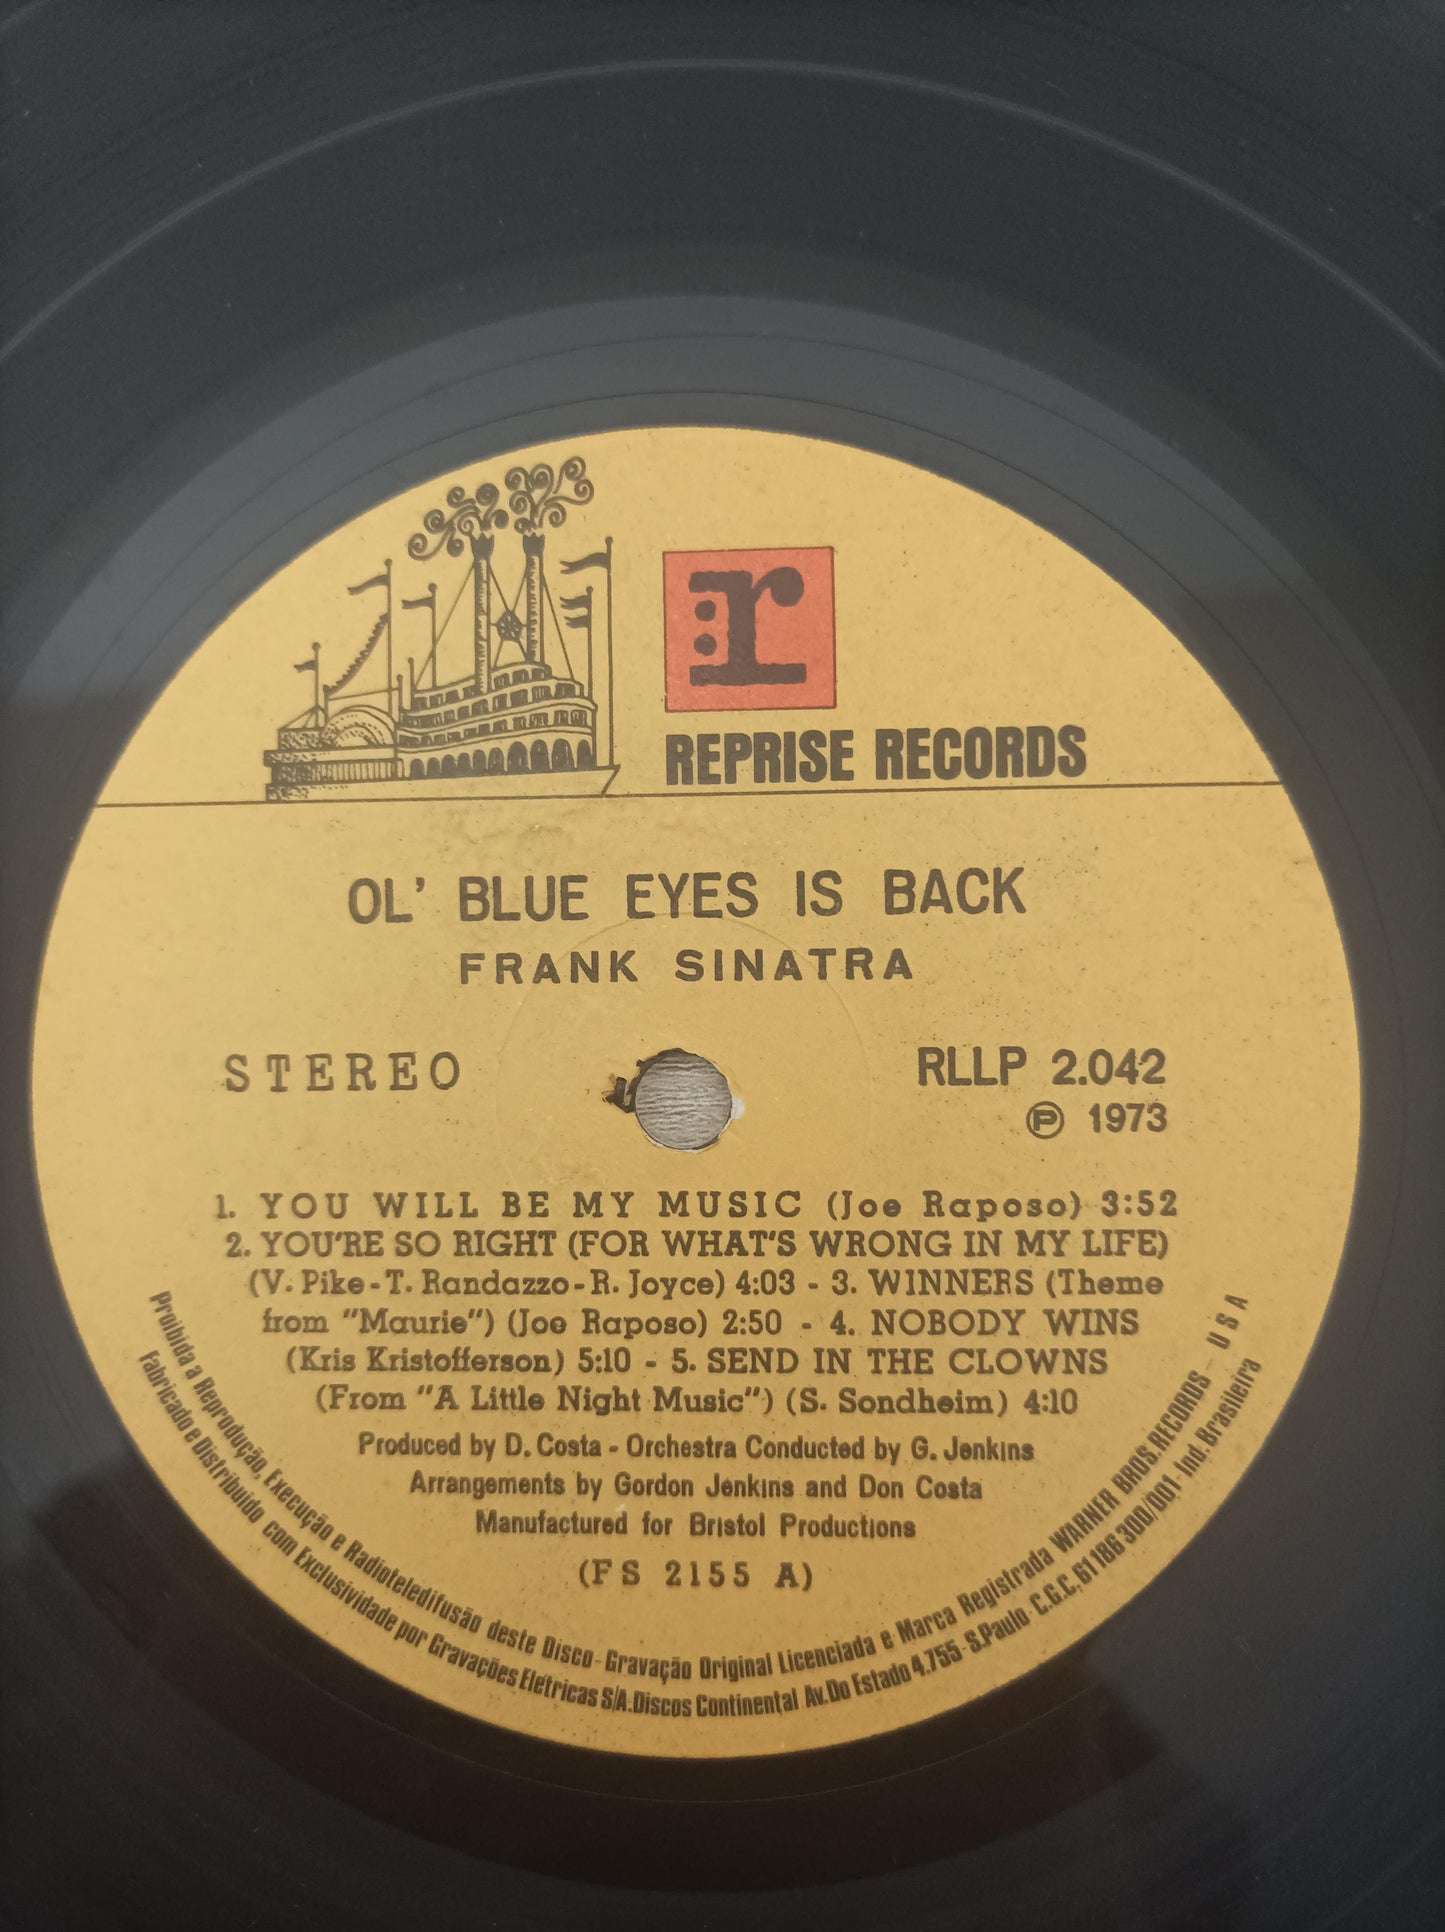 r
REPRISE RECORDS
OL' BLUE EYES IS BACK
FRANK SINATRA
STEREO
RLLP 2.042
Ⓟ 1973
1. YOU WILL BE MY MUSIC (Joe Raposo) 3:52
2. YOU'RE SO RIGHT (FOR WHAT'S WRONG IN MY LIFE)
(V. Pike-T. Randazzo-R. Joyce) 4:03 - 3. WINNERS (Theme
from "Maurie") (Joe Raposo) 2:50 - 4. NOBODY WINS
(Kris Kristofferson) 5:10 - 5. SEND IN THE CLOWNS
(From "A Little Night Music") (S. Sondheim) 4:10
Produced by D. Costa - Orchestra Conducted by G. Jenkins
Arrangements by Gordon Jenkins and Don Costa
Manufactured for Bristol Productions
(FS 2155 A)
Proibida a Reprodução, Execução e Radioteledifusão deste Disco - Gravação Original Licenciada e Marca Registrada WARNER BROS. RECORDS - USA
Fabricado e Distribuido com Exclusividade por Gravações Elétricas S/A. Discos Continental Av. Do Estado 4.755 - S.Paulo - C.G.C. 61 186 300/001 - Ind. Brasileira